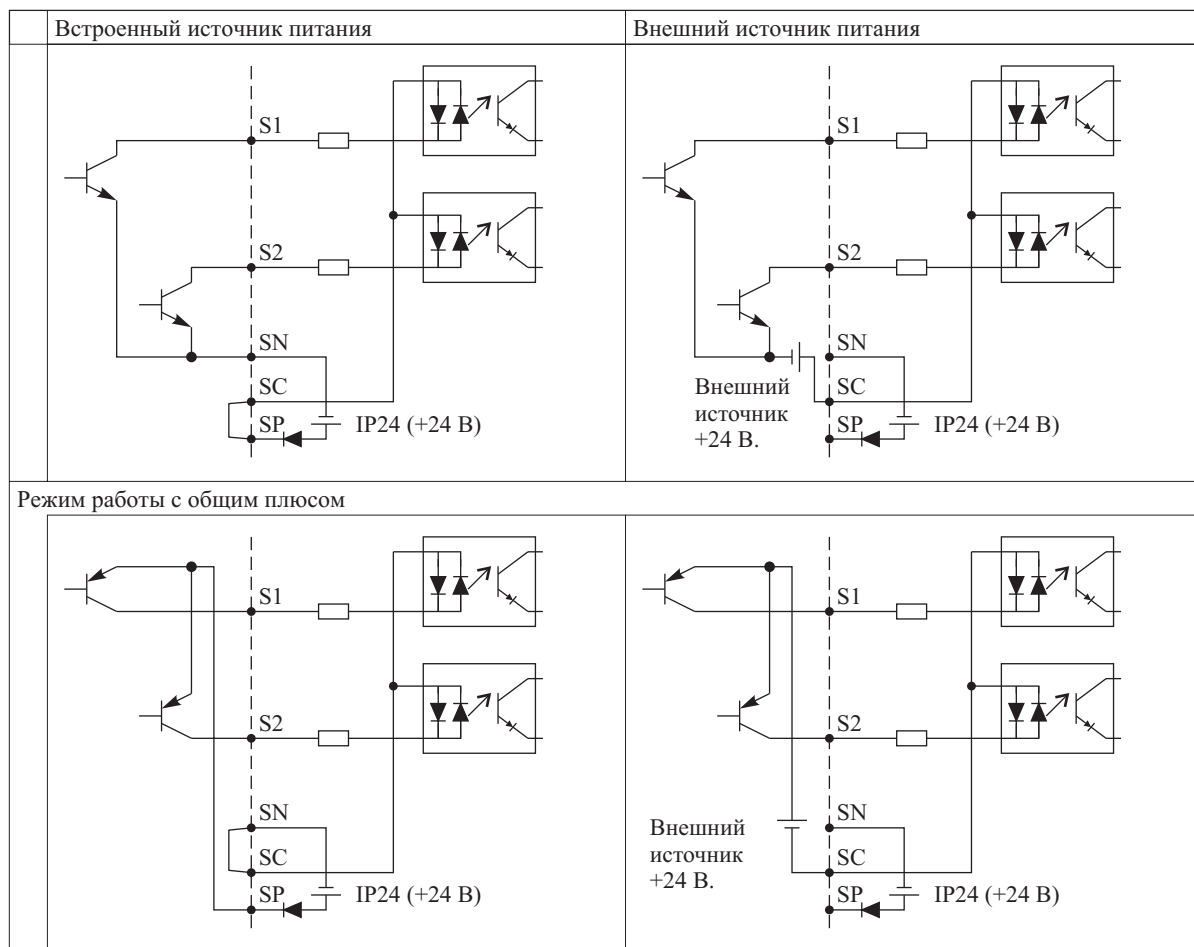 Встроенный источник питания
Внешний источник питания
S1
S2
SN
SC
SP
IP24 (+24 В)
S1
S2
SN
SC
SP
Внешний
источник
+24 В.
IP24 (+24 В)
Режим работы с общим плюсом
S1
S2
SN
SC
SP
IP24 (+24 В)
S1
S2
SN
SC
SP
Внешний
источник
+24 В.
IP24 (+24 В)